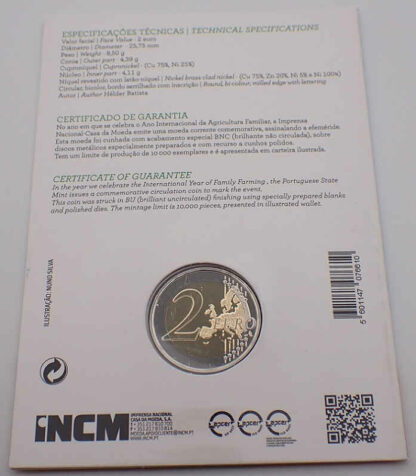 ESPECIFICAÇÕES TÉCNICAS | TECHNICAL SPECIFICATIONS
Valor facial | Face Value · 2 euro
Diâmetro | Diameter · 25,75 mm
Peso | Weight · 8,50 g
Coroa | Outer part · 4,39 g
Cuproníquel | Cupronickel · (Cu 75%, Ni 25%)
Núcleo | Inner part · 4,11 g
Níquel revestido com latão níquel | Nickel brass clad nickel · (Cu 75%, Zn 20%, Ni 5% e Ni 100%)
Circular, bicolor, bordo serrilhado com inscrição | Round, bi colour, milled edge with lettering
Autor | Author Hélder Batista
CERTIFICADO DE GARANTIA
No ano em que se celebra o Ano Internacional da Agricultura Familiar, a Imprensa
Nacional Casa da Moeda emite uma moeda corrente comemorativa, assinalando a efeméride.
Esta moeda foi cunhada com acabamento especial BNC (brilhante não circulada), sobre
discos metálicos especialmente preparados e com recurso a cunhos polidos.
Tem um limite de produção de 10 000 exemplares e é apresentada em carteira ilustrada.
CERTIFICATE OF GUARANTEE
In the year we celebrate the International Year of Family Farming, the Portuguese State
Mint issues a commemorative circulation coin to mark the event.
This coin was struck in BU (brilliant uncirculated) finishing using specially prepared blanks
and polished dies. The mintage limit is 10,000 pieces, presented in illustrated wallet.
ILUSTRAÇÃO: NUNO SILVA
2 EURO
5 601147 076610
INCM
IMPRENSA NACIONAL
CASA DA MOEDA, S.A.
WWW.INCM.PT